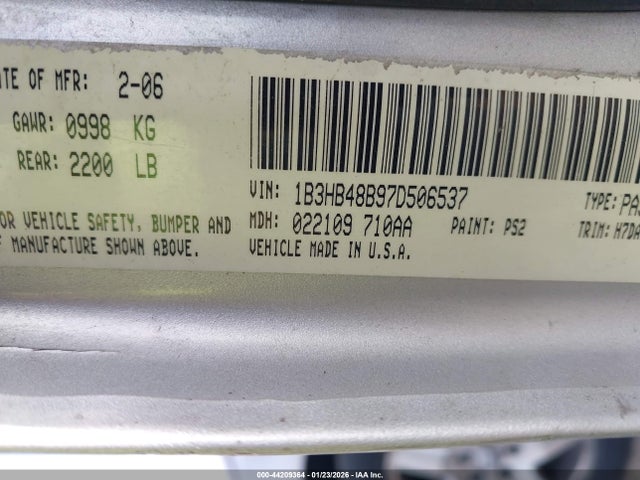 ATE OF MFR: 2-06
GAWR: 0998 KG
REAR: 2200 LB
VIN: 1B3HB48B97D506537 TYPE: PA
OR VEHICLE SAFETY, BUMPER AND MDH: 022109 710AA PAINT: PS2 TRIM: H7DA
F MANUFACTURE SHOWN ABOVE. VEHICLE MADE IN U.S.A.
000-44209364 - 01/23/2026 - IAA Inc.